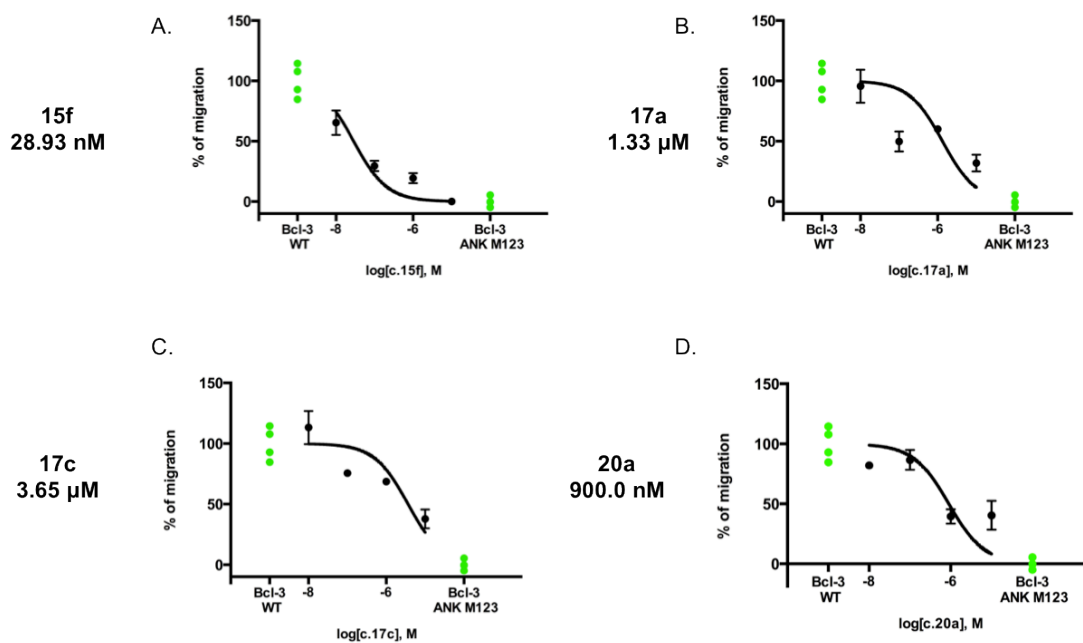 A.
15f
28.93 nM
% of migration
150
100
50
0
Bcl-3
WT
-8
-6
Bcl-3
ANK M123
log[c.15f], M
B.
17a
1.33 µM
% of migration
150
100
50
0
Bcl-3
WT
-8
-6
Bcl-3
ANK M123
log[c.17a], M
C.
17c
3.65 µM
% of migration
150
100
50
0
Bcl-3
WT
-8
-6
Bcl-3
ANK M123
log[c.17c], M
D.
20a
900.0 nM
% of migration
150
100
50
0
Bcl-3
WT
-8
-6
Bcl-3
ANK M123
log[c.20a], M